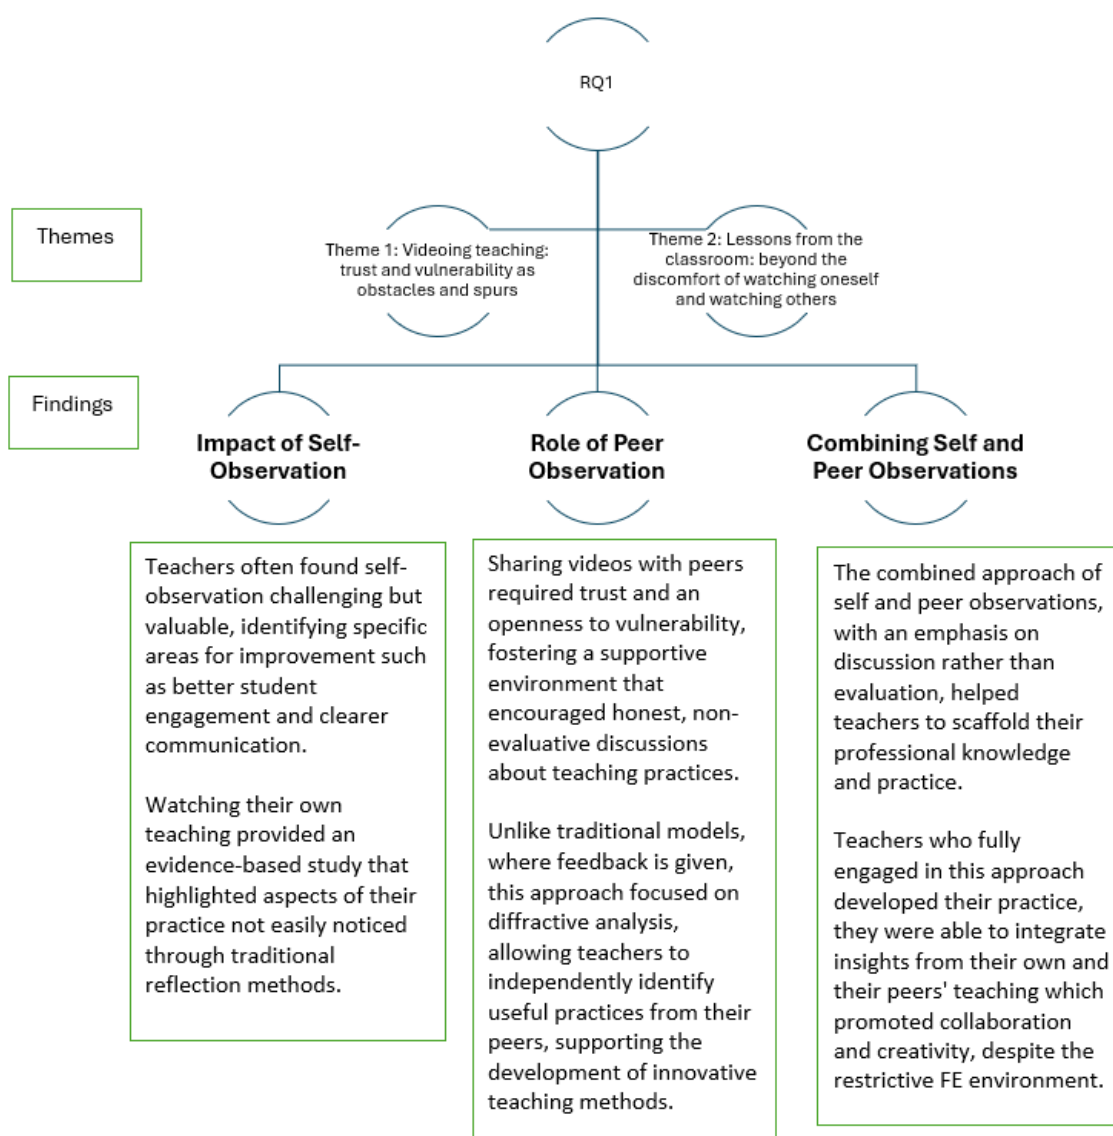 RQ1
Themes
Theme 1: Videoing teaching:
trust and vulnerability as
obstacles and spurs
Theme 2: Lessons from the
classroom: beyond the
discomfort of watching oneself
and watching others
Findings
Impact of Self-
Observation
Role of Peer
Observation
Combining Self and
Peer Observations
Teachers often found self-
observation challenging but
valuable, identifying specific
areas for improvement such
as better student
engagement and clearer
communication.
Watching their own
teaching provided an
evidence-based study that
highlighted aspects of their
practice not easily noticed
through traditional
reflection methods.
Sharing videos with peers
required trust and an
openness to vulnerability,
fostering a supportive
environment that
encouraged honest, non-
evaluative discussions
about teaching practices.
Unlike traditional models,
where feedback is given,
this approach focused on
diffractive analysis,
allowing teachers to
independently identify
useful practices from their
peers, supporting the
development of innovative
teaching methods.
The combined approach of
self and peer observations,
with an emphasis on
discussion rather than
evaluation, helped
teachers to scaffold their
professional knowledge
and practice.
Teachers who fully
engaged in this approach
developed their practice,
they were able to integrate
insights from their own and
their peers' teaching which
promoted collaboration
and creativity, despite the
restrictive FE environment.